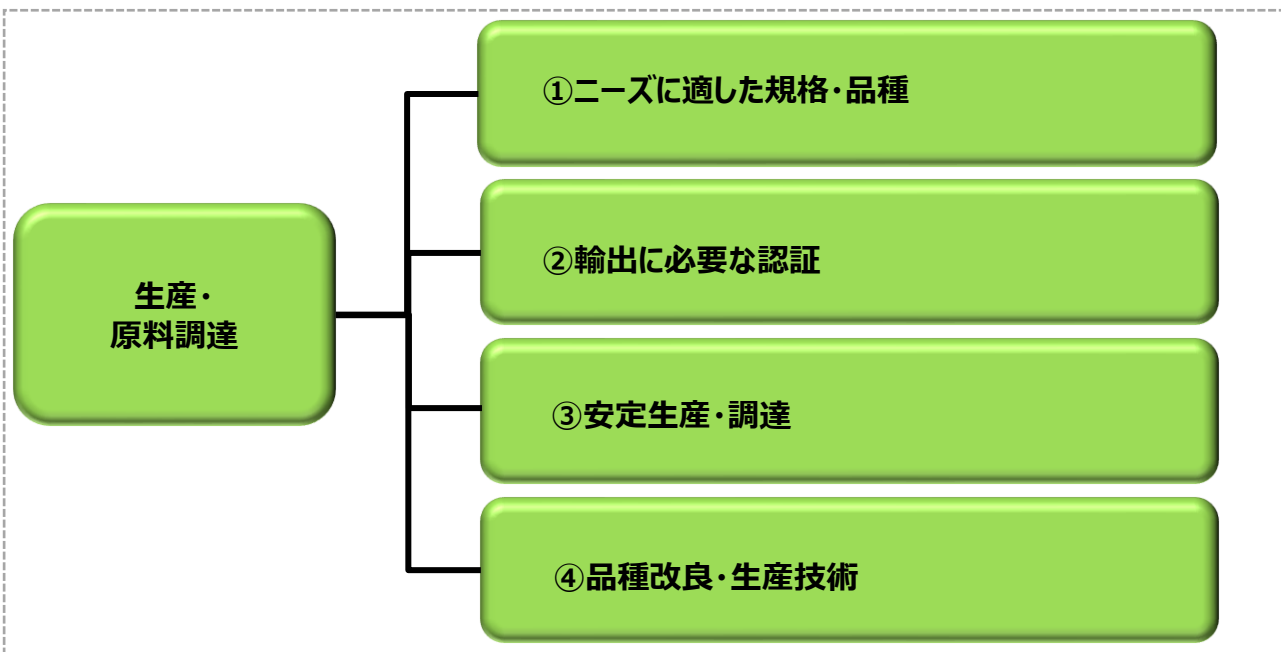 ①ニーズに適した規格・品種
②輸出に必要な認証
生産・
原料調達
③安定生産・調達
④品種改良・生産技術